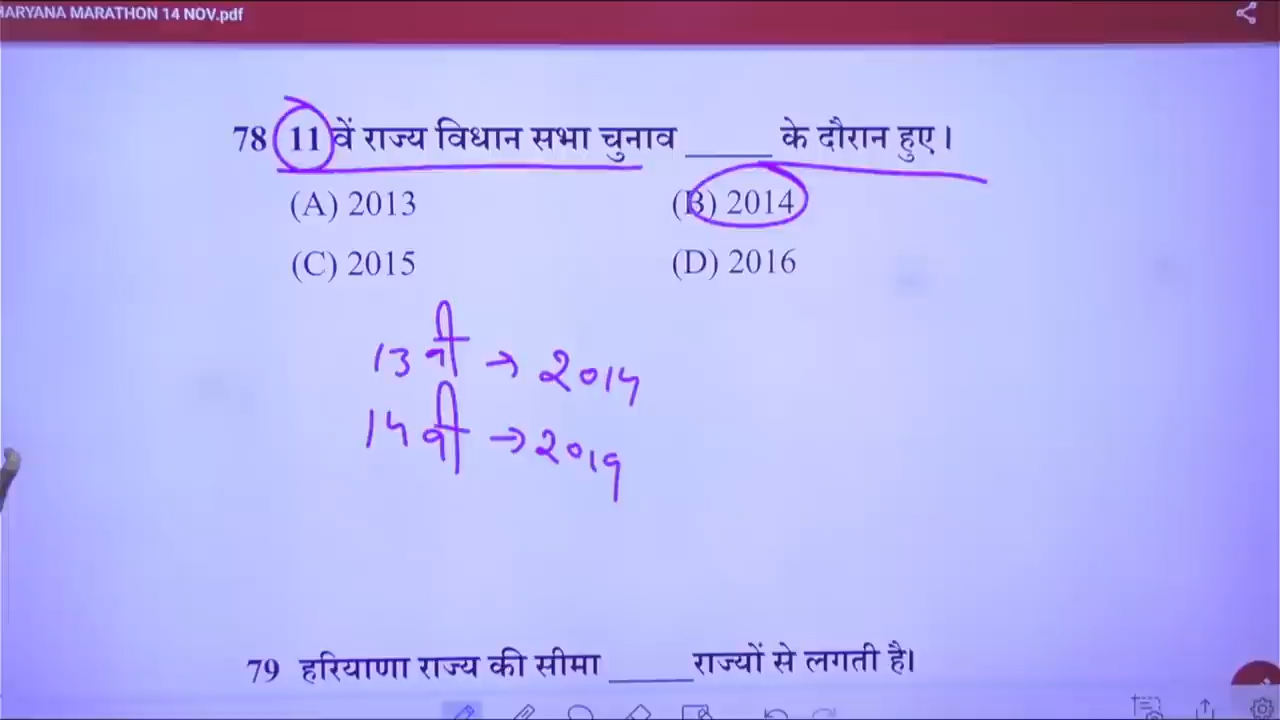 HARYANA MARATHON 14 NOV.pdf
78 11 वें राज्य विधान सभा चुनाव _____ के दौरान हुए।
(A) 2013 (B) 2014
(C) 2015 (D) 2016
13 वी → 2014
14 वी → 2019
79 हरियाणा राज्य की सीमा _____ राज्यों से लगती है।